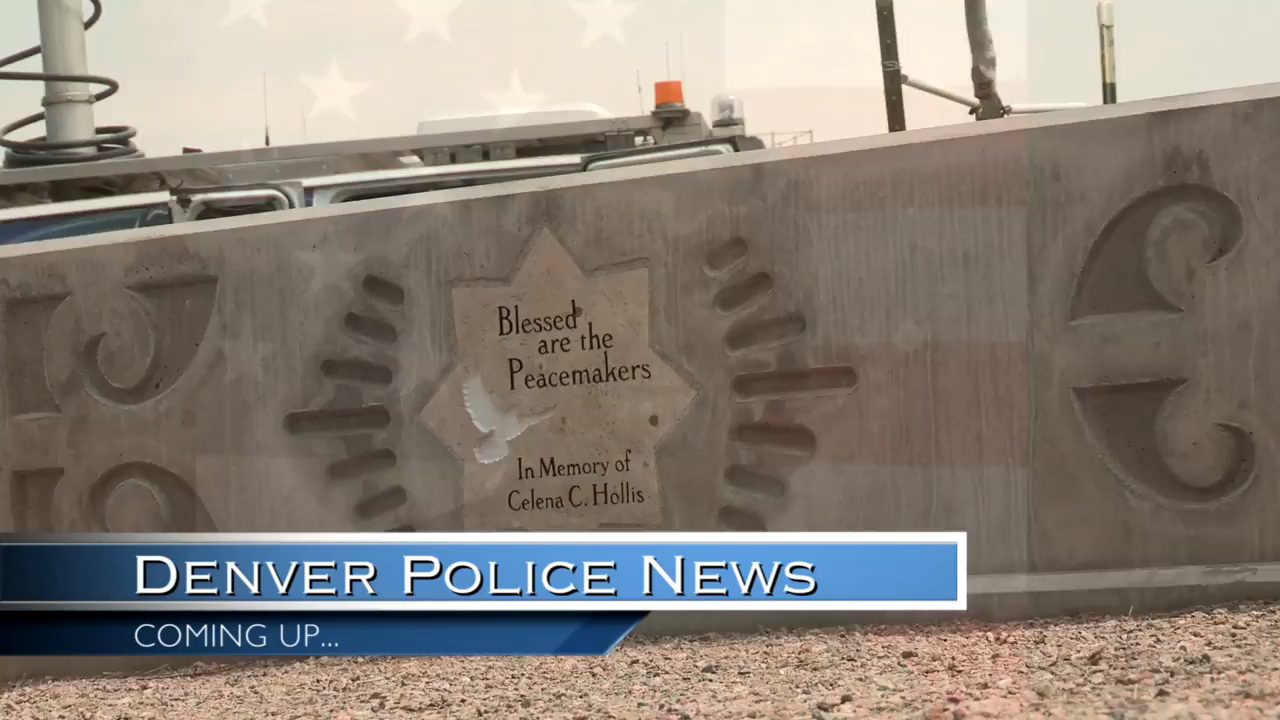 Blessed
are the
Peacemakers
In Memory of
Celena C. Hollis
DENVER POLICE NEWS
COMING UP...